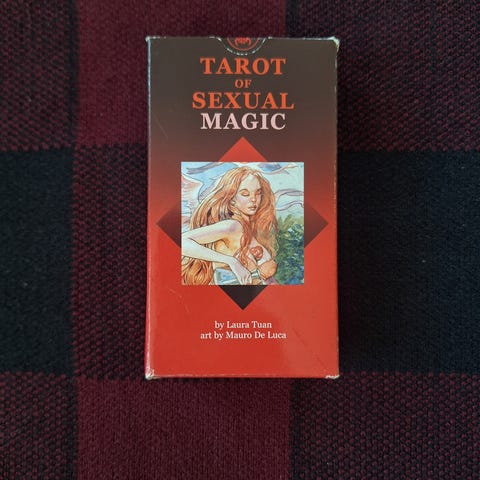 TAROT
OF
SEXUAL
MAGIC
by Laura Tuan
art by Mauro De Luca